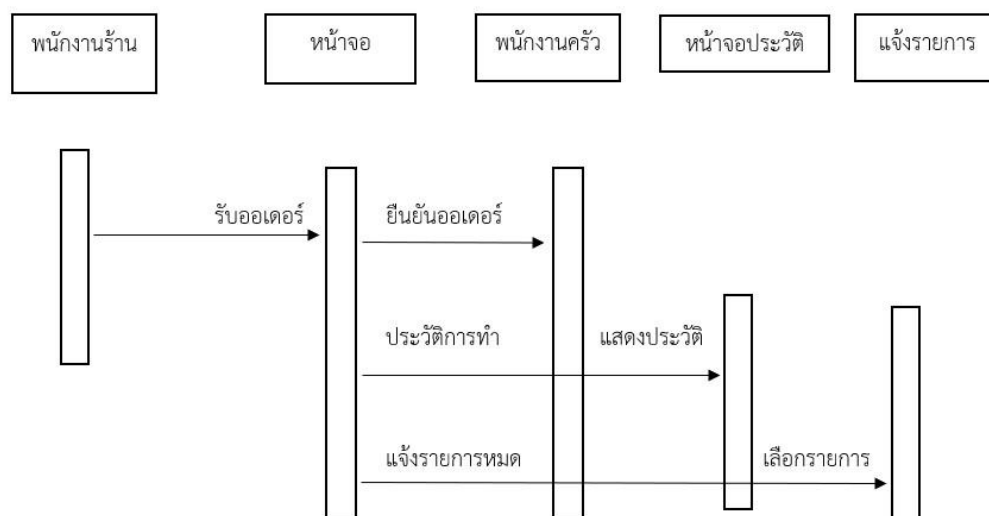 พนักงานร้าน
หน้าจอ
พนักงานครัว
หน้าจอประวัติ
แจ้งรายการ
รับออเดอร์
ยืนยันออเดอร์
ประวัติการทำ
แสดงประวัติ
แจ้งรายการหมด
เลือกรายการ